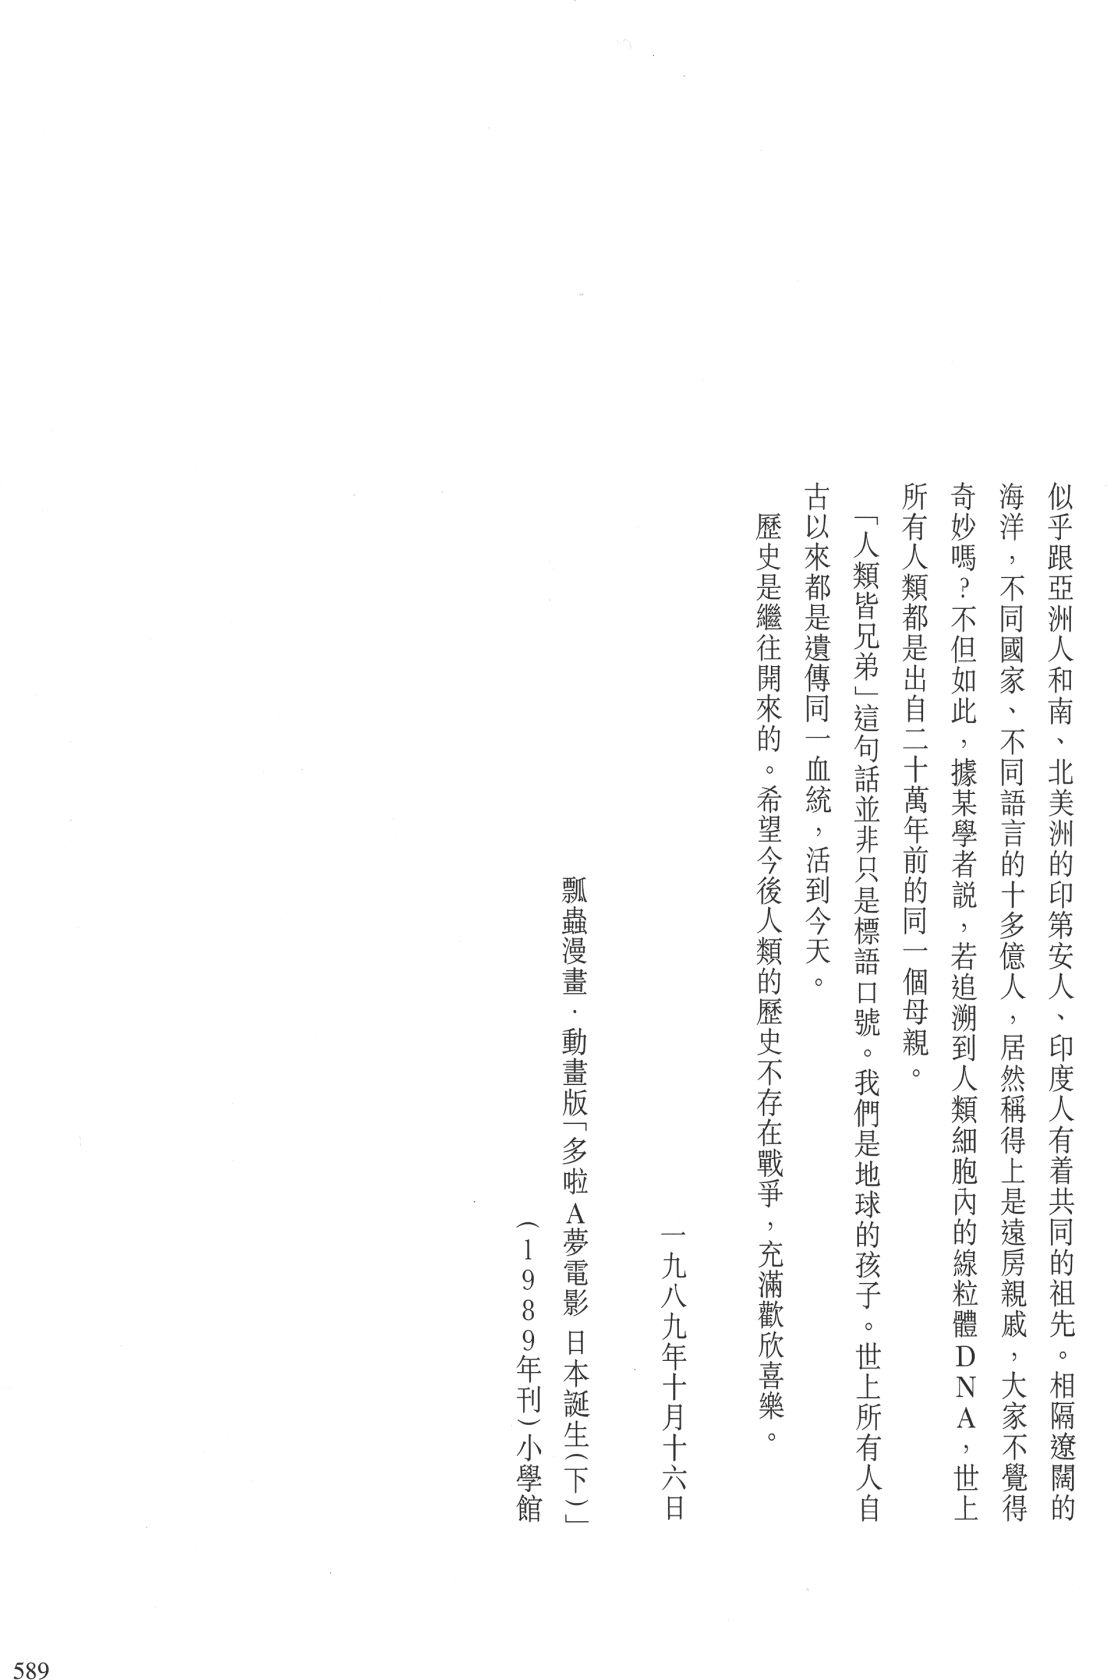 似乎跟亞洲人和南、北美洲的印第安人、印度人有着共同的祖先。相隔遼闊的
海洋，不同國家、不同語言的十多億人，居然稱得上是遠房親戚，大家不覺得
奇妙嗎？不但如此，據某學者説，若追溯到人類細胞內的線粒體DNA，世上
所有人類都是出自二十萬年前的同一個母親。
「人類皆兄弟」這句話並非只是標語口號。我們是地球的孩子。世上所有人自
古以來都是遺傳同一血統，活到今天。
歷史是繼往開來的。希望今後人類的歷史不存在戰爭，充滿歡欣喜樂。
一九八九年十月十六日
瓢蟲漫畫．動畫版「多啦A夢電影 日本誕生(下)」
(1989年刊)小學館
589